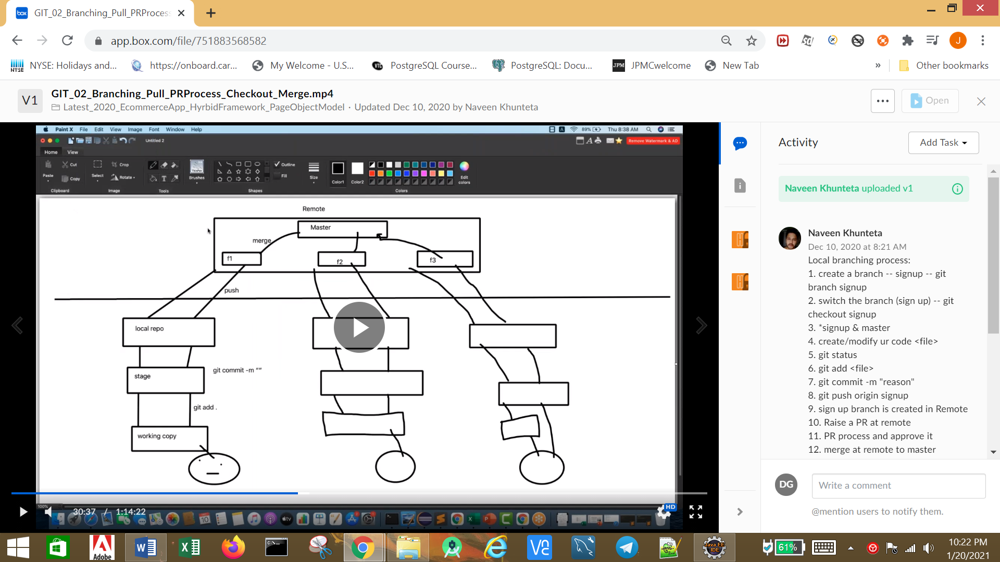 GIT_02_Branching_Pull_PRProcess
app.box.com/file/751883568582
NYSE: Holidays and...
https://onboard.car...
My Welcome - U.S...
PostgreSQL Course...
PostgreSQL: Docu...
JPMCwelcome
New Tab
»
Other bookmarks
V1
GIT_02_Branching_Pull_PRProcess_Checkout_Merge.mp4
Latest_2020_EcommerceApp_HyrbidFramework_PageObjectModel · Updated Dec 10, 2020 by Naveen Khunteta
Open
Paint X File Edit View Image Font Window Help
89%
Thu 8:38 AM
Untitled 2
Remove Watermark & AD
Home View
Cut
Copy
Paste
Clipboard
Select
Crop
Rotate
Image
Tools
Brushes
Outline
Fill
Shapes
Size
Color1
Color2
Colors
Edit colors
Remote
Master
merge
f1
f2
f3
push
local repo
stage
git commit -m ""
git add .
working copy
100%
30:37 / 1:14:22
HD
Activity
Add Task
Naveen Khunteta uploaded v1
Naveen Khunteta
Dec 10, 2020 at 8:21 AM
Local branching process:
1. create a branch -- signup -- git
branch signup
2. switch the branch (sign up) -- git
checkout signup
3. *signup & master
4. create/modify ur code <file>
5. git status
6. git add <file>
7. git commit -m "reason"
8. git push origin signup
9. sign up branch is created in Remote
10. Raise a PR at remote
11. PR process and approve it
12. merge at remote to master
DG
Write a comment
@mention users to notify them.
61%
10:22 PM
1/20/2021